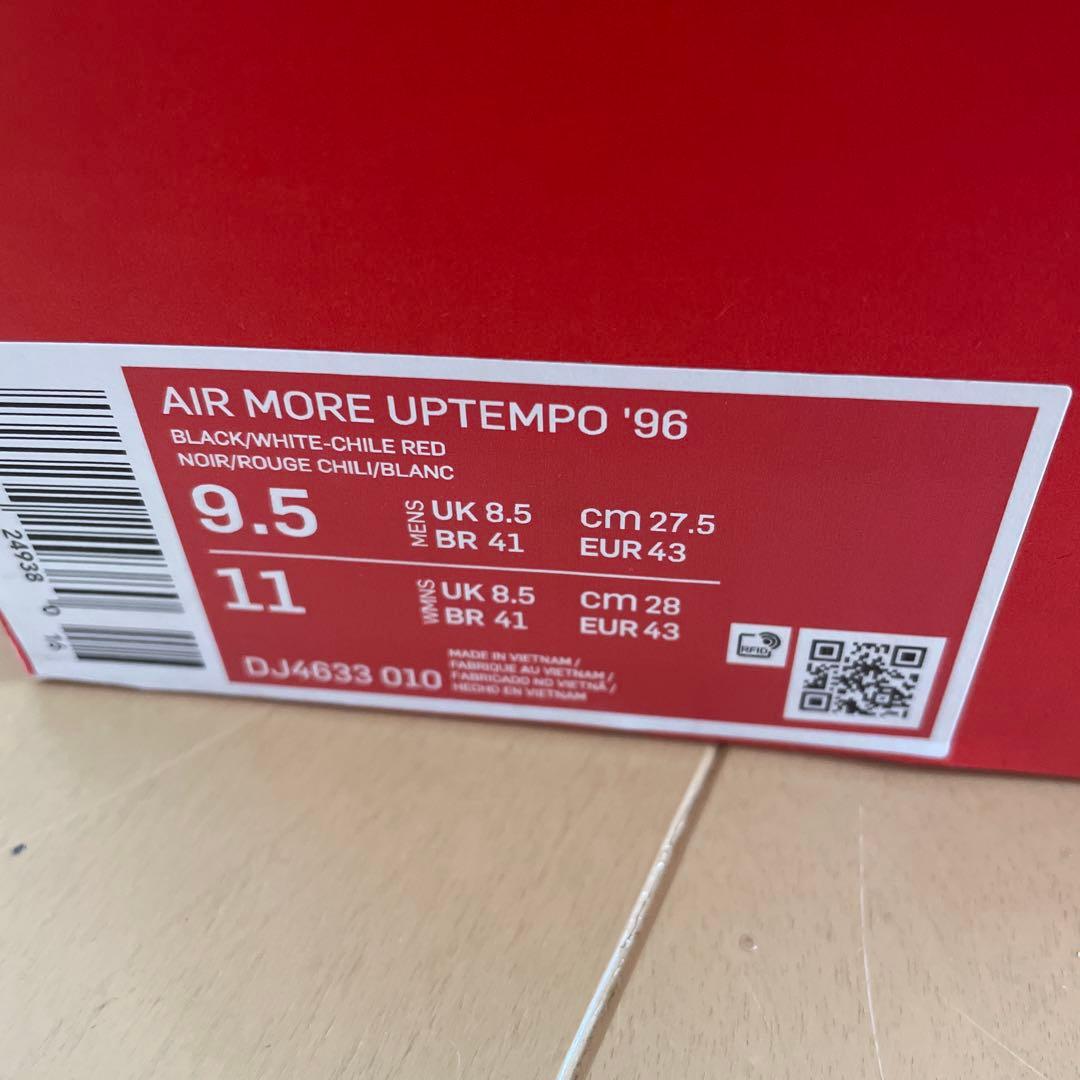 AIR MORE UPTEMPO '96
BLACK/WHITE-CHILE RED
NOIR/ROUGE CHILI/BLANC
9.5 MENS UK 8.5 cm 27.5
BR 41 EUR 43
11 WMNS UK 8.5 cm 28
BR 41 EUR 43
DJ4633 010
MADE IN VIETNAM /
FABRIQUE AU VIETNAM /
FABRICADO NO VIETNÃ /
HECHO EN VIETNAM
RFID
24938 0 16